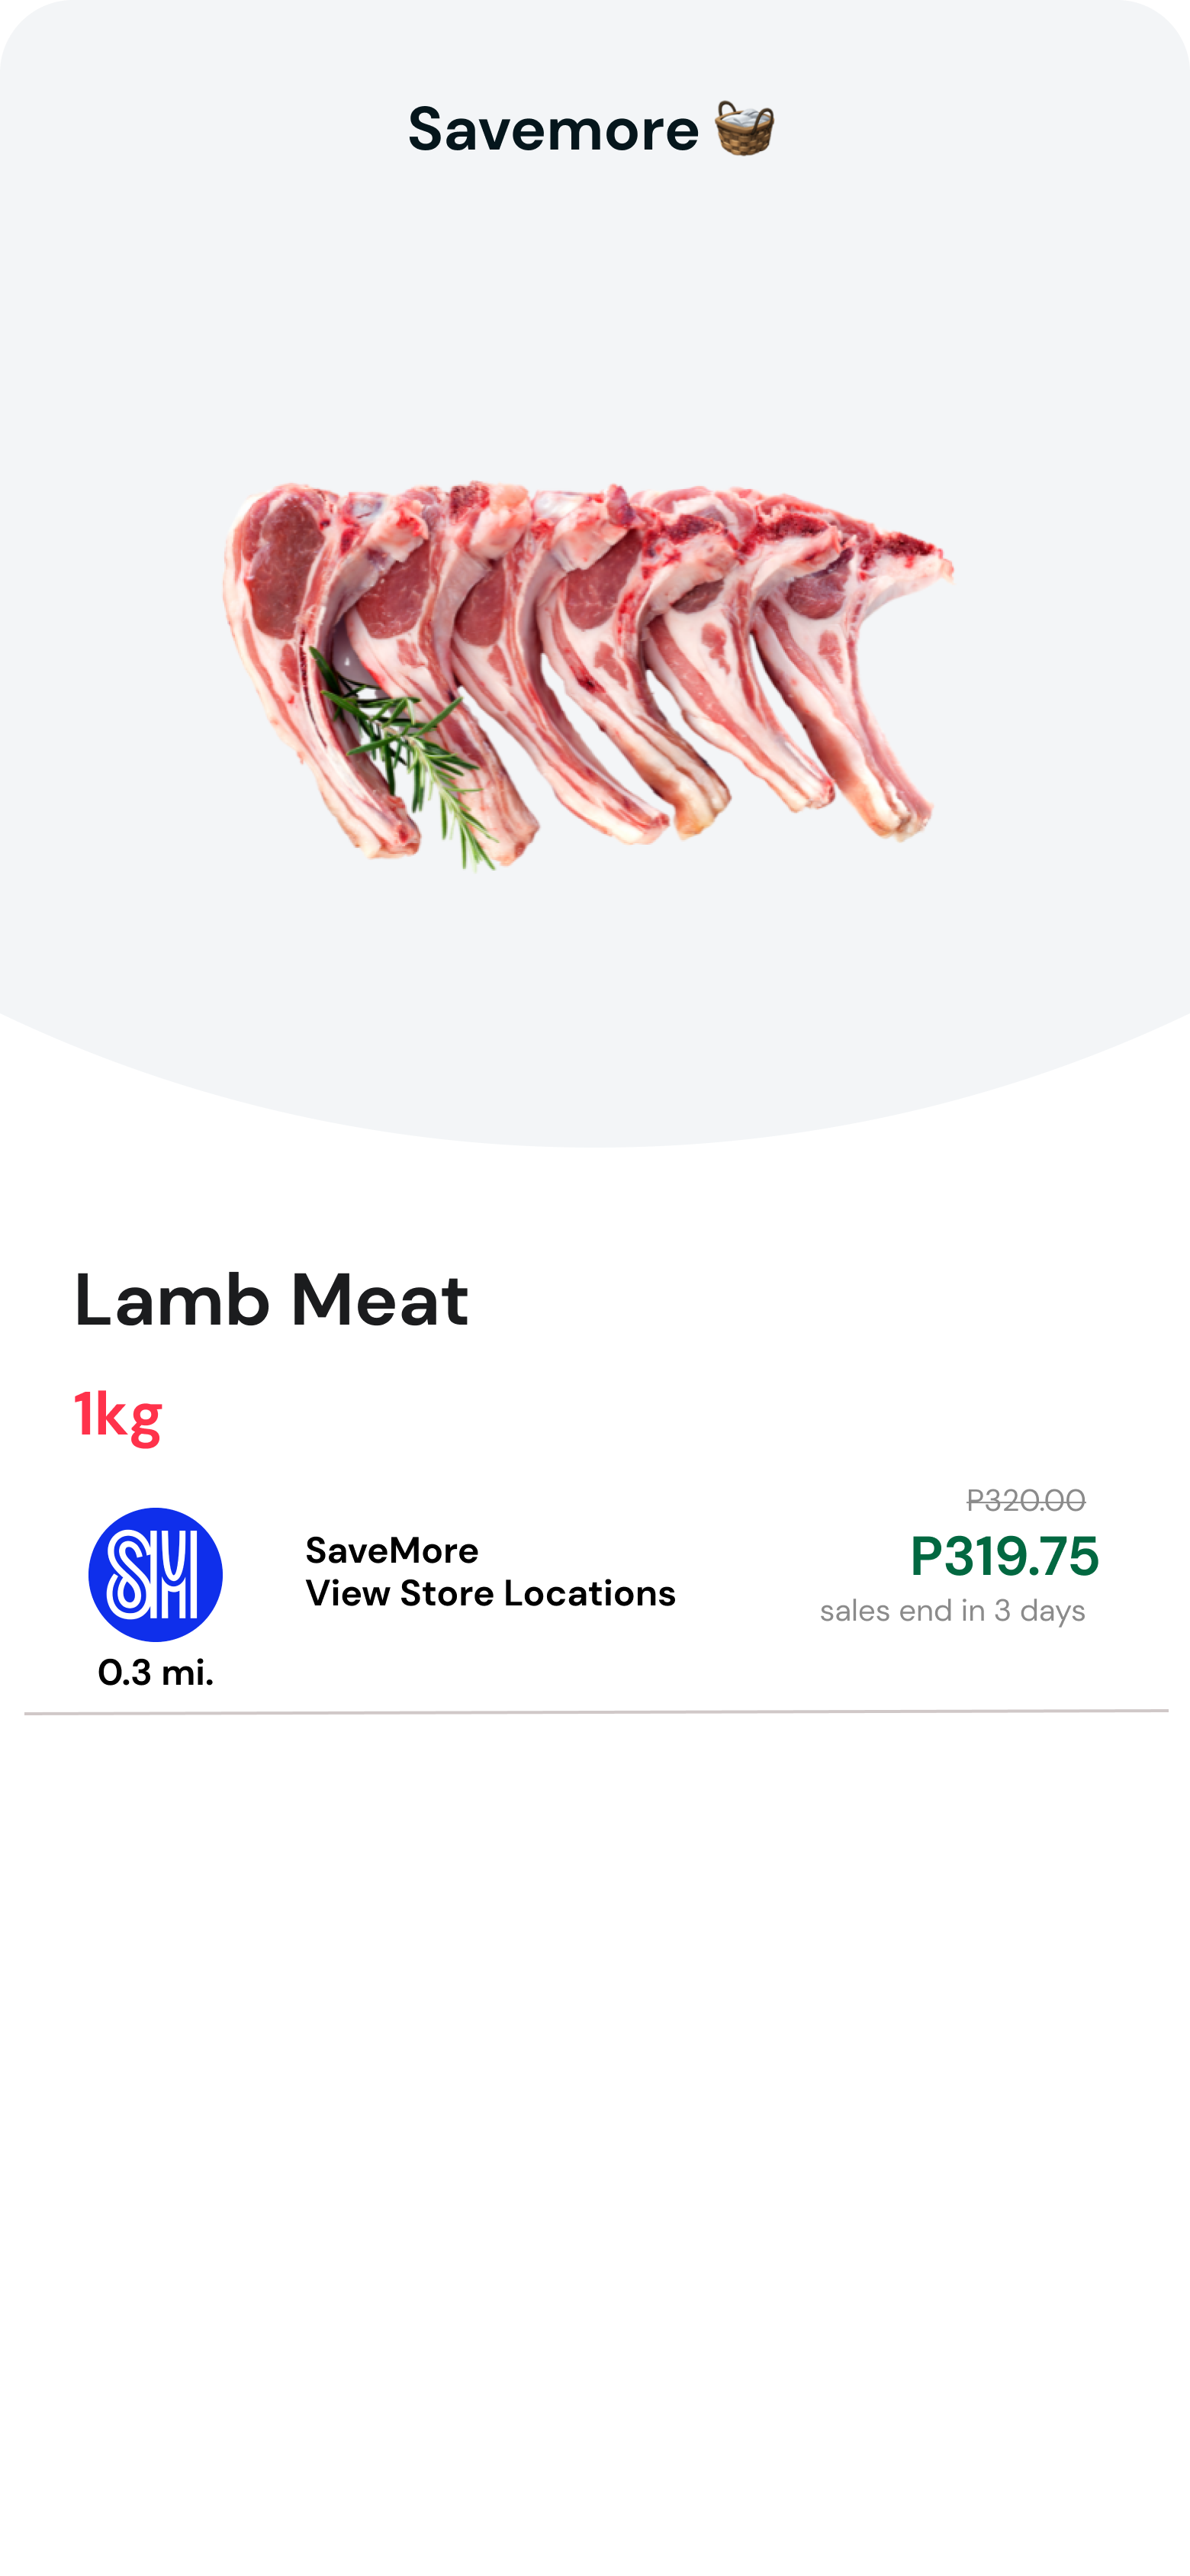 Savemore
Lamb Meat
1kg
P320.00
SM
SaveMore
P319.75
View Store Locations
sales end in 3 days
0.3 mi.